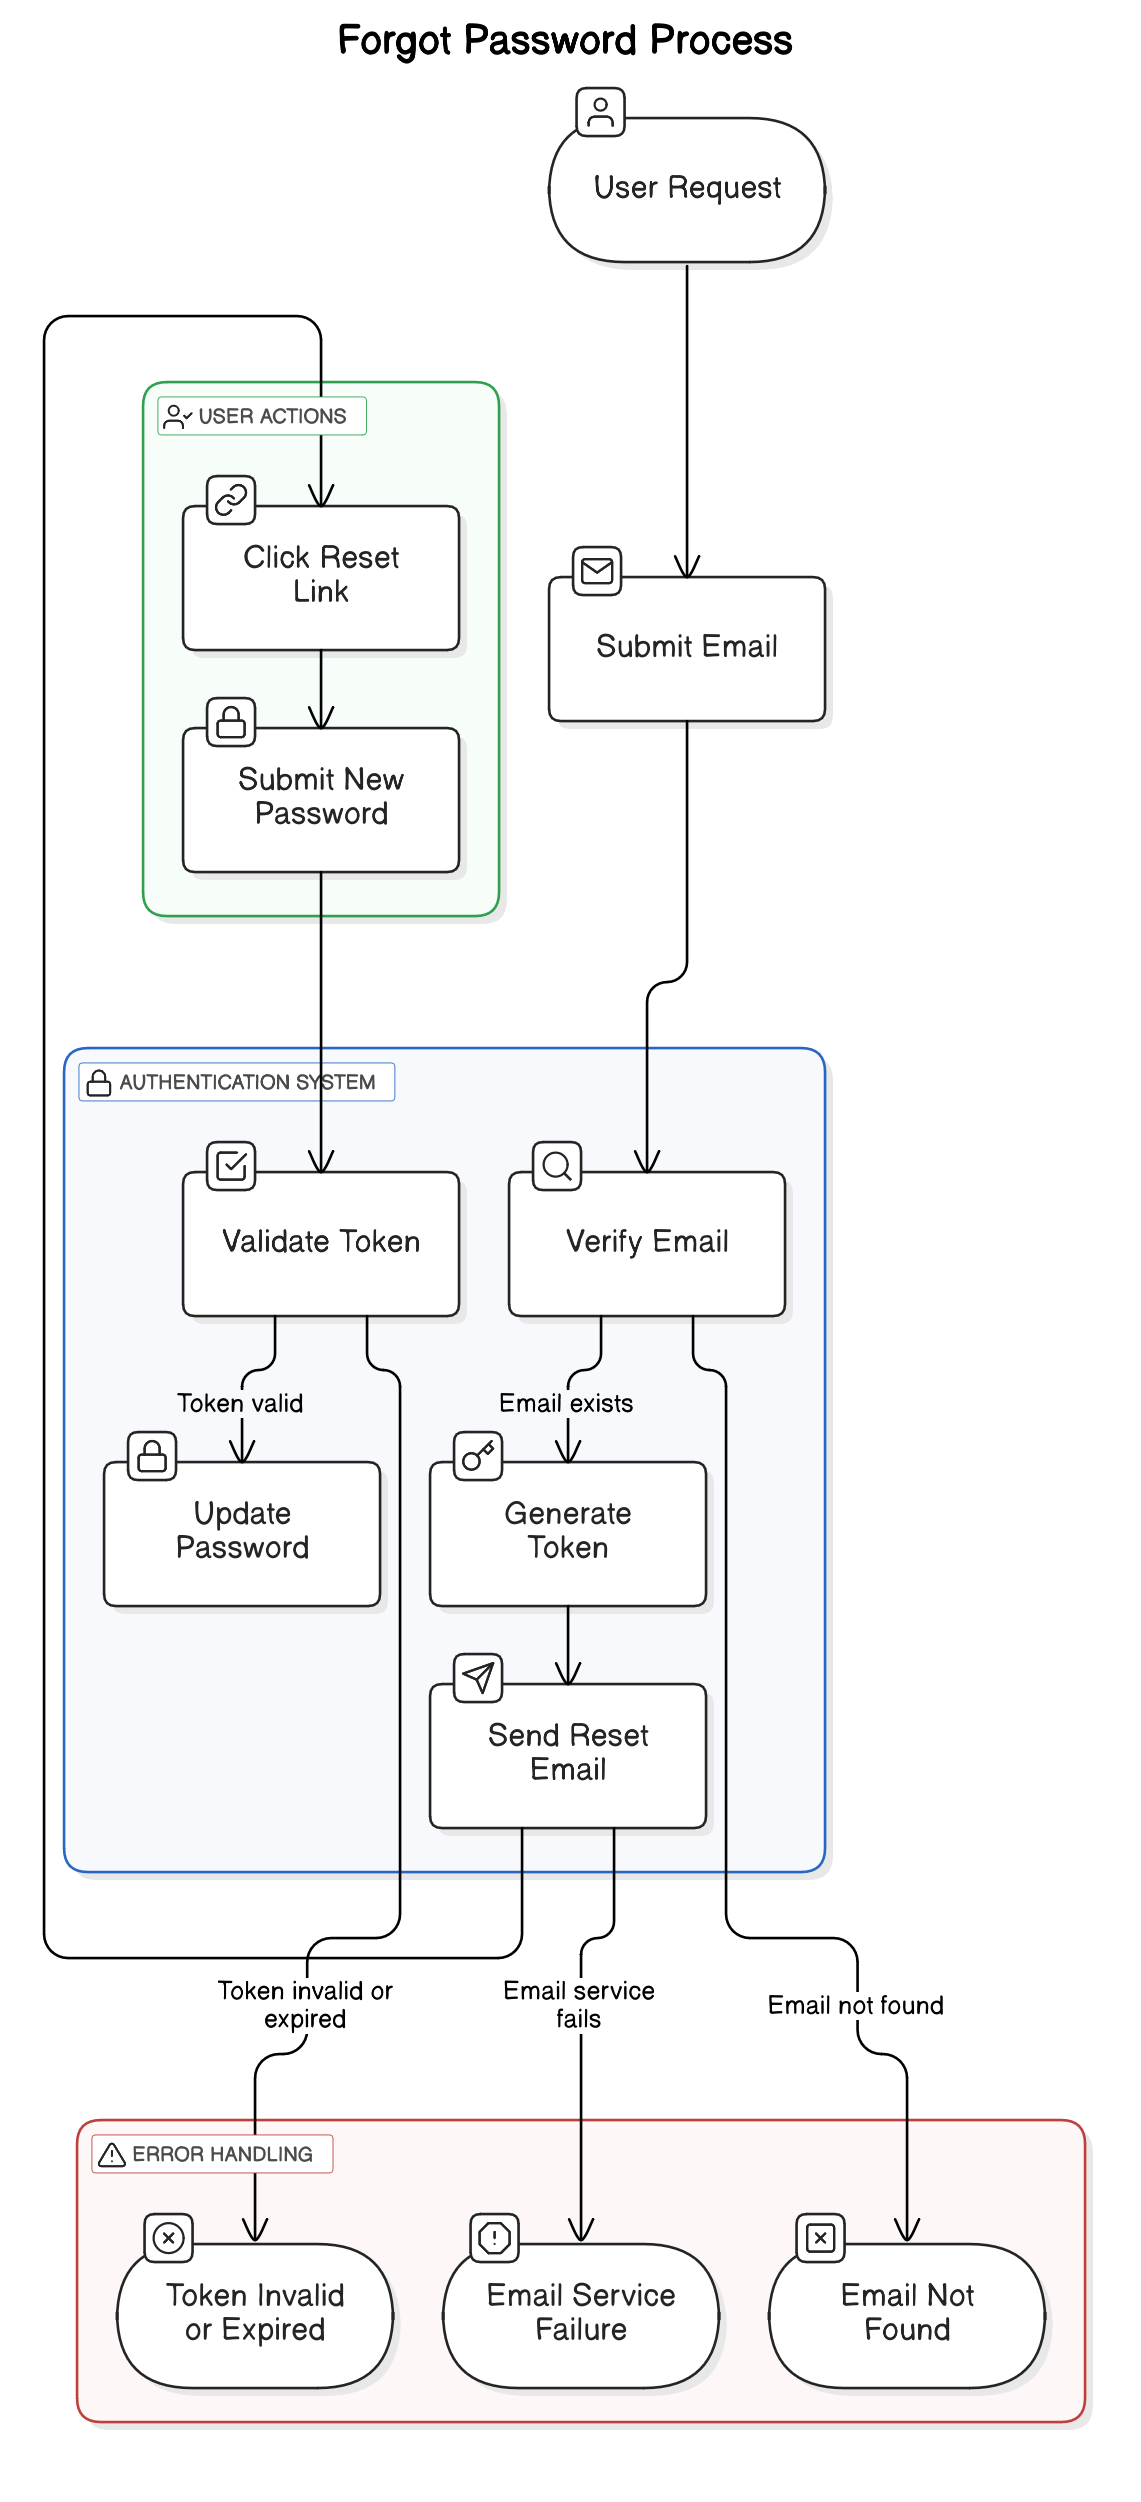 Forgot Password Process
User Request
USER ACTIONS
Click Reset
Link
Submit Email
Submit New
Password
AUTHENTICATION SYSTEM
Validate Token
Verify Email
Token valid
Email exists
Update
Password
Generate
Token
Send Reset
Email
Token invalid or
expired
Email service
fails
Email not found
ERROR HANDLING
Token Invalid
or Expired
Email Service
Failure
Email Not
Found